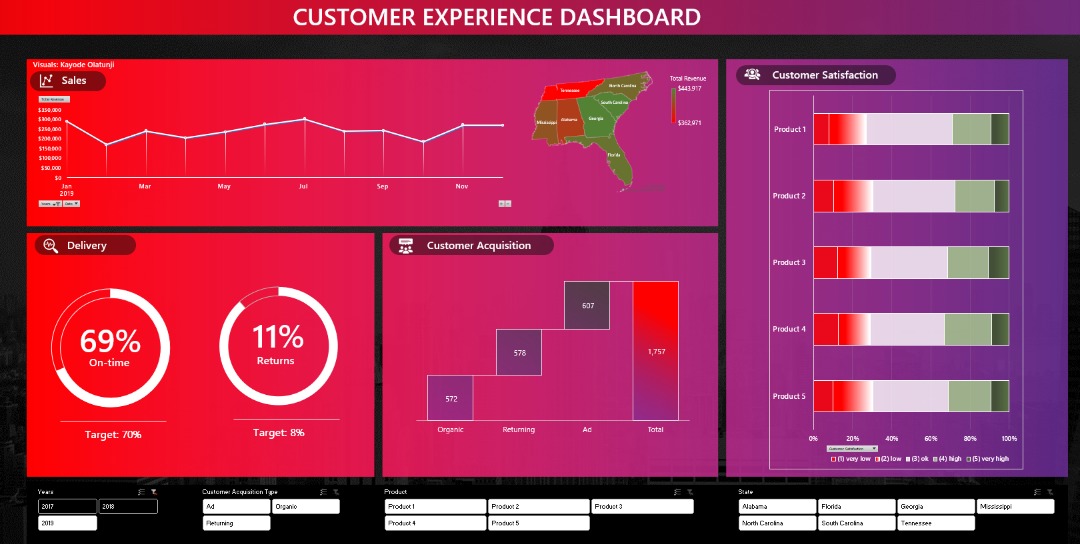 CUSTOMER EXPERIENCE DASHBOARD
Visuals: Kayode Olatunji
Sales
Total Revenue
$350,000
$300,000
$250,000
$200,000
$150,000
$100,000
$50,000
$0
Jan
Mar
May
Jul
Sep
Nov
2019
Tennessee
North Carolina
South Carolina
Mississippi
Alabama
Georgia
Florida
Total Revenue
$443,917
$362,971
Customer Satisfaction
Product 1
Product 2
Product 3
Product 4
Product 5
0% 20% 40% 60% 80% 100%
Customer Satisfaction
(1) very low (2) low (3) ok (4) high (5) very high
Delivery
69%
On-time
Target: 70%
11%
Returns
Target: 8%
Customer Acquisition
572
578
607
1,757
Organic Returning Ad Total
Years
2017 2018
2019
Customer Acquisition Type
Ad Organic
Returning
Product
Product 1 Product 2 Product 3
Product 4 Product 5
State
Alabama Florida Georgia Mississippi
North Carolina South Carolina Tennessee